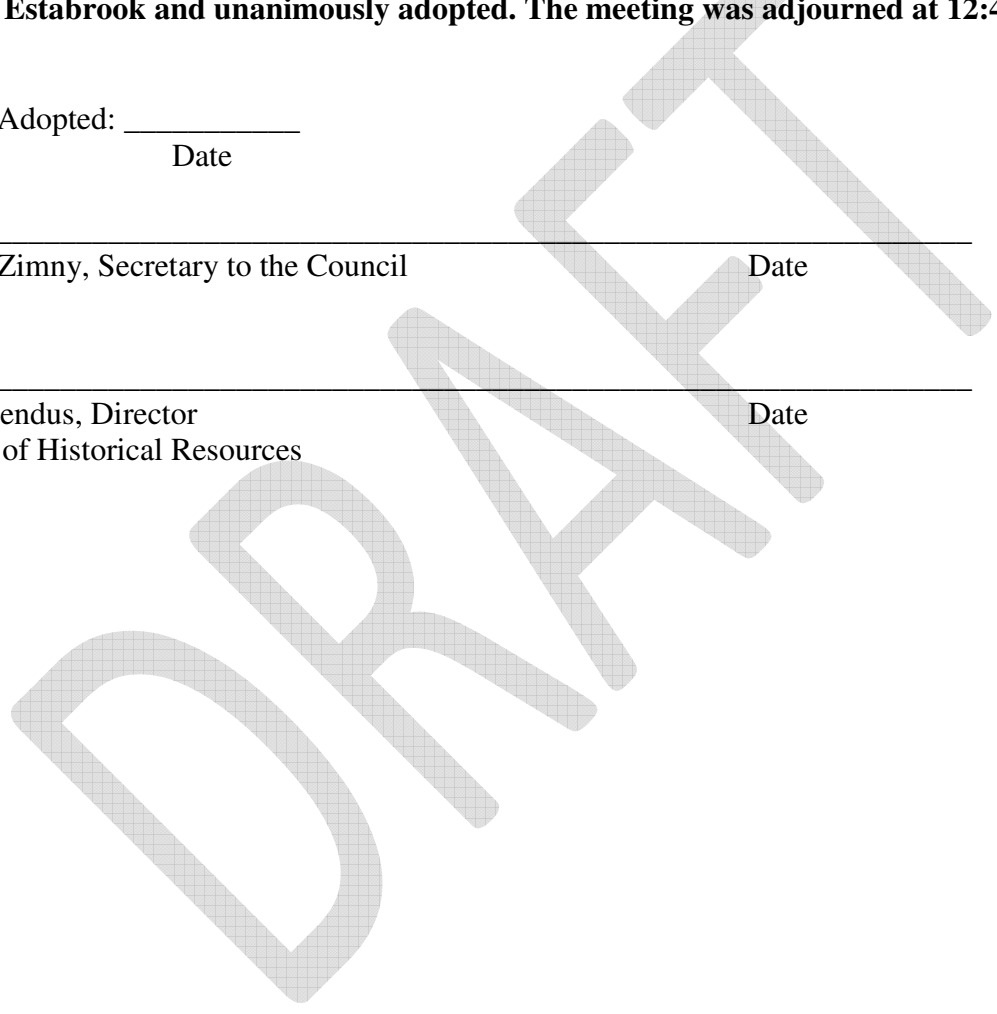 Estabrook and unanimously adopted. The meeting was adjourned at 12:4
Adopted: ___________
Date
Zimny, Secretary to the Council Date
endus, Director Date
of Historical Resources
DRAFT